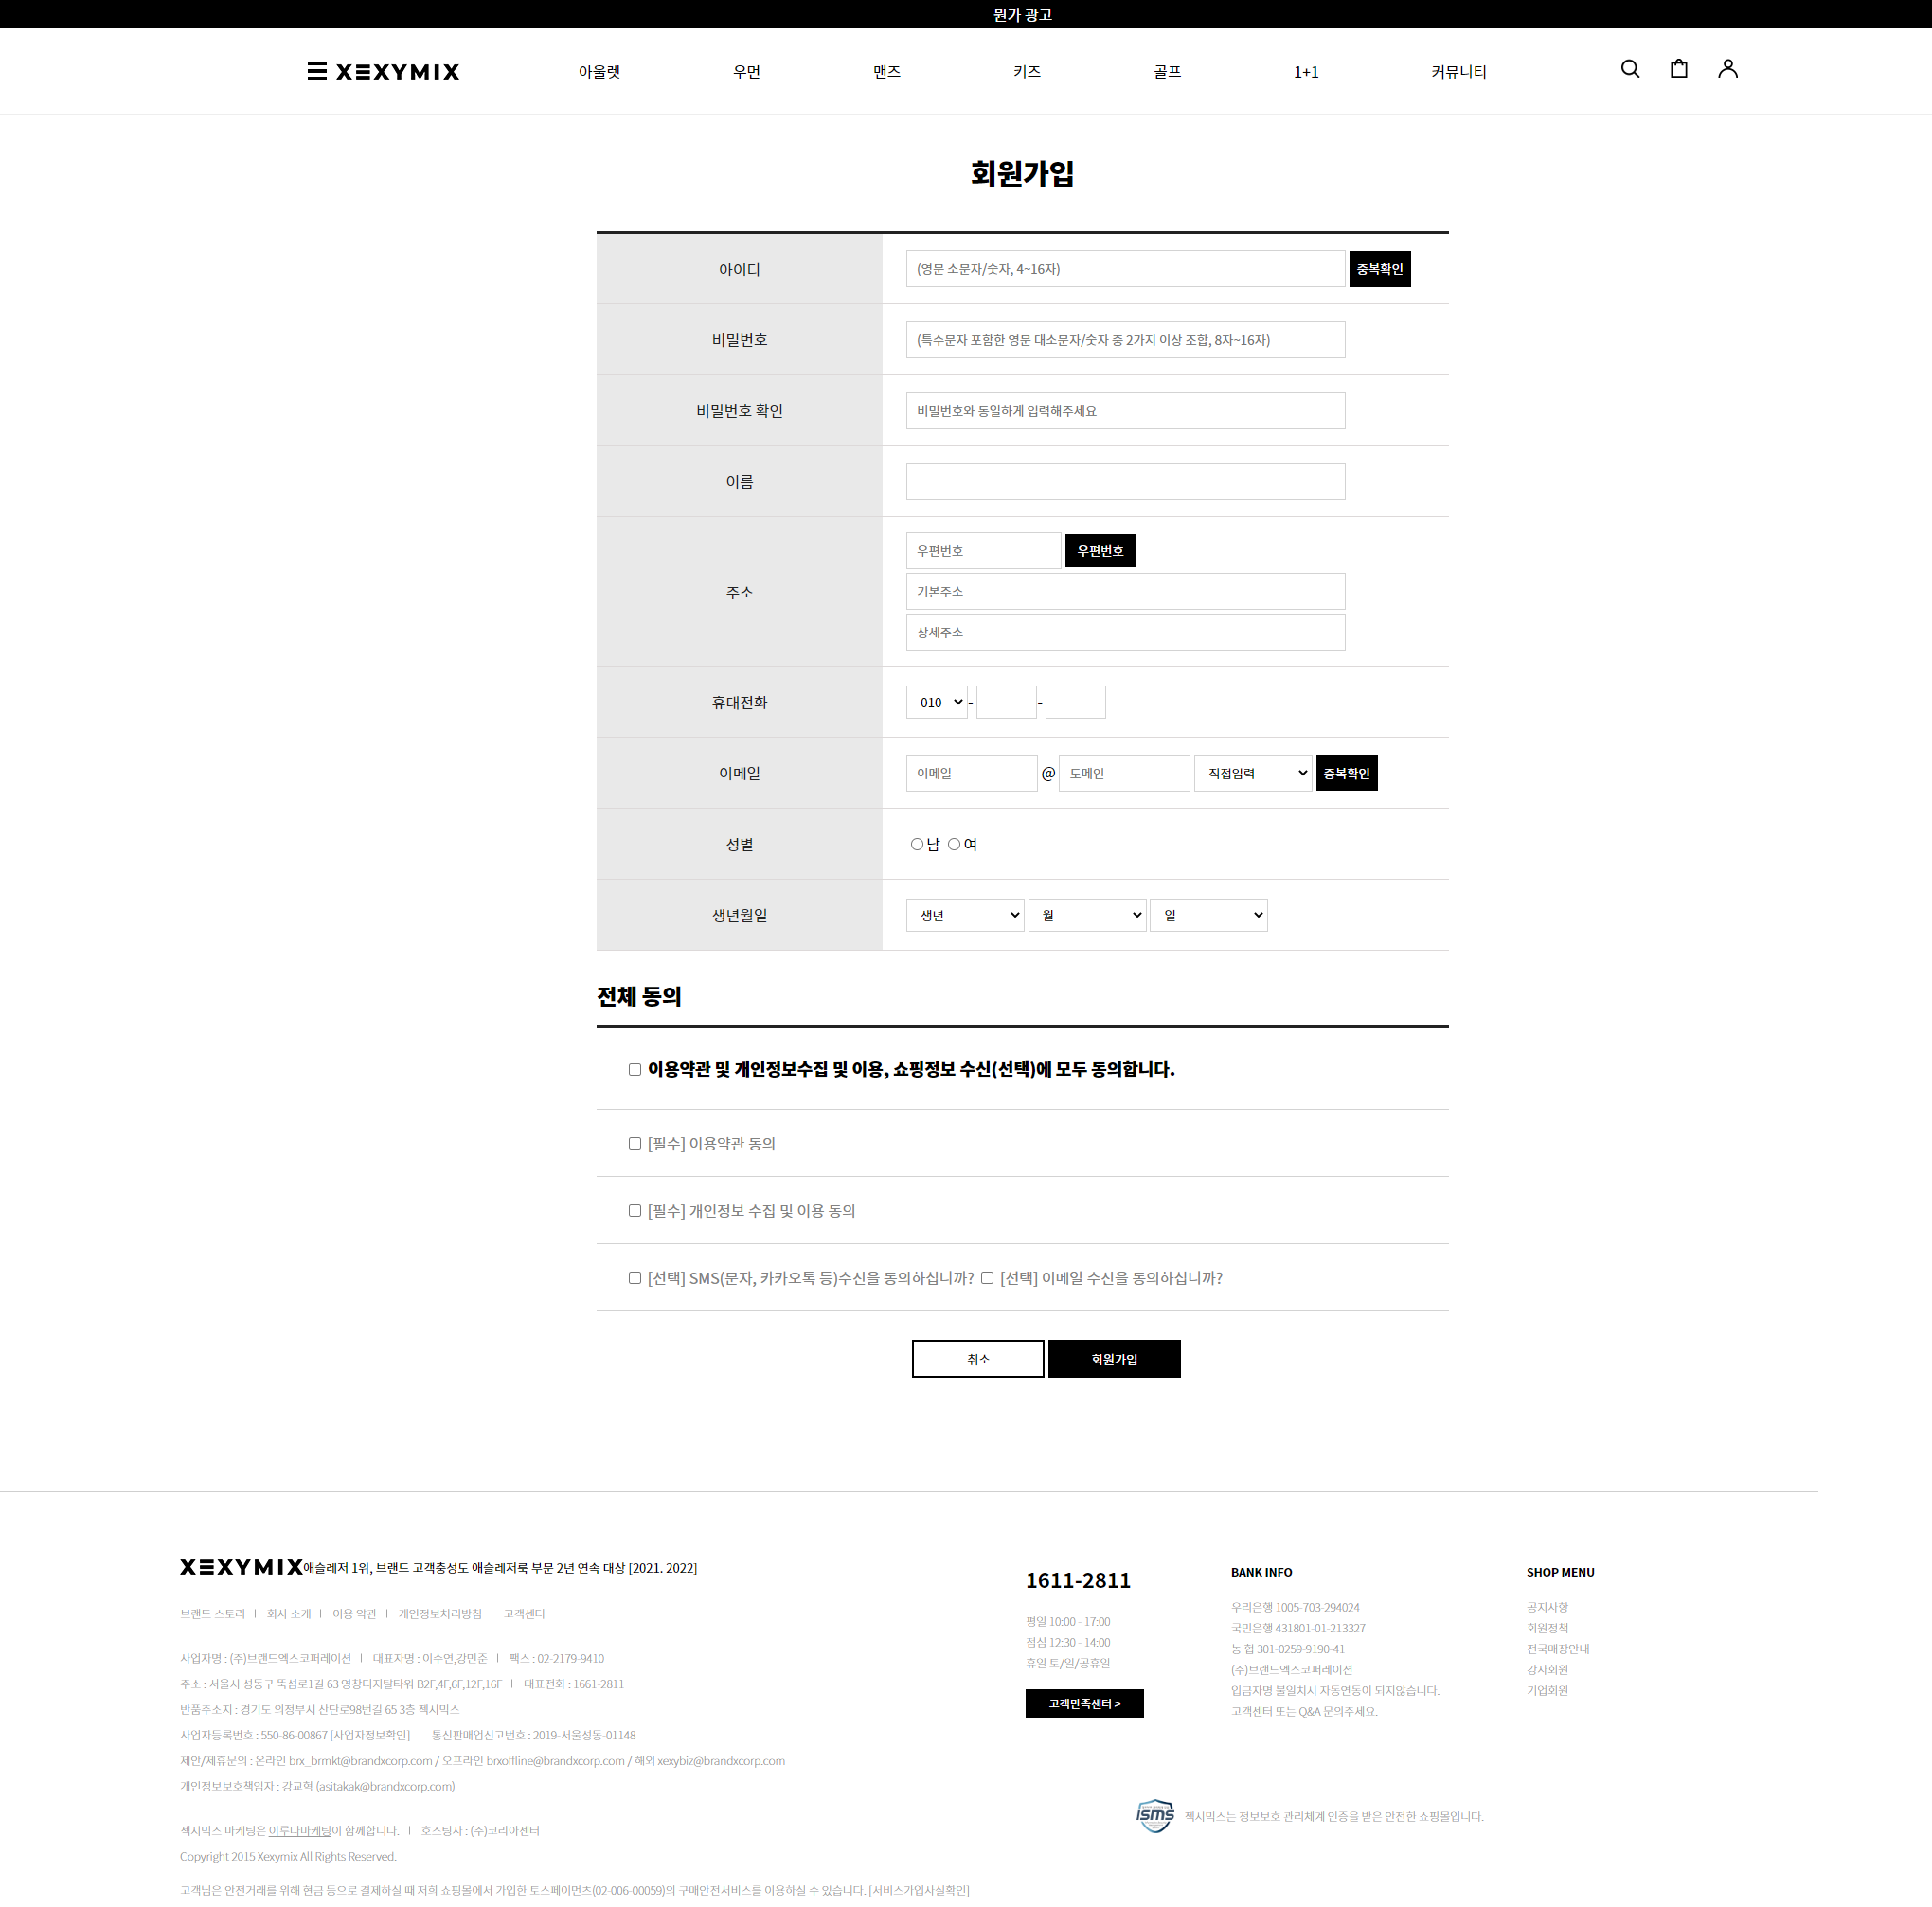 뭔가 광고
XEXYMIX 아울렛 우먼 맨즈 키즈 골프 1+1 커뮤니티
회원가입
아이디 (영문 소문자/숫자, 4~16자) 중복확인
비밀번호 (특수문자 포함한 영문 대소문자/숫자 중 2가지 이상 조합, 8자~16자)
비밀번호 확인 비밀번호와 동일하게 입력해주세요
이름
주소 우편번호 우편번호
기본주소
상세주소
휴대전화 010 - -
이메일 이메일 @ 도메인 직접입력 중복확인
성별 남 여
생년월일 생년 월 일
전체 동의
이용약관 및 개인정보수집 및 이용, 쇼핑정보 수신(선택)에 모두 동의합니다.
[필수] 이용약관 동의
[필수] 개인정보 수집 및 이용 동의
[선택] SMS(문자, 카카오톡 등)수신을 동의하십니까? [선택] 이메일 수신을 동의하십니까?
취소 회원가입
XEXYMIX애슬레저 1위, 브랜드 고객충성도 애슬레저룩 부문 2년 연속 대상 [2021. 2022]
브랜드 스토리 | 회사 소개 | 이용 약관 | 개인정보처리방침 | 고객센터
사업자명 : (주)브랜드엑스코퍼레이션 | 대표자명 : 이수연,강민준 | 팩스 : 02-2179-9410
주소 : 서울시 성동구 뚝섬로1길 63 영창디지탈타워 B2F,4F,6F,12F,16F | 대표전화 : 1661-2811
반품주소지 : 경기도 의정부시 산단로98번길 65 3층 젝시믹스
사업자등록번호 : 550-86-00867 [사업자정보확인] | 통신판매업신고번호 : 2019-서울성동-01148
제안/제휴문의 : 온라인 brx_brmkt@brandxcorp.com / 오프라인 brxoffline@brandxcorp.com / 해외 xexybiz@brandxcorp.com
개인정보보호책임자 : 강교혁 (asitakak@brandxcorp.com)
젝시믹스 마케팅은 이루다마케팅이 함께합니다. | 호스팅사 : (주)코리아센터
Copyright 2015 Xexymix All Rights Reserved.
고객님은 안전거래를 위해 현금 등으로 결제하실 때 저희 쇼핑몰에서 가입한 토스페이먼츠(02-006-00059)의 구매안전서비스를 이용하실 수 있습니다. [서비스가입사실확인]
1611-2811
평일 10:00 - 17:00
점심 12:30 - 14:00
휴일 토/일/공휴일
고객만족센터 >
BANK INFO
우리은행 1005-703-294024
국민은행 431801-01-213327
농 협 301-0259-9190-41
(주)브랜드엑스코퍼레이션
입금자명 불일치시 자동연동이 되지않습니다.
고객센터 또는 Q&A 문의주세요.
SHOP MENU
공지사항
회원정책
전국매장안내
강사회원
기업회원
ISMS 젝시믹스는 정보보호 관리체계 인증을 받은 안전한 쇼핑몰입니다.